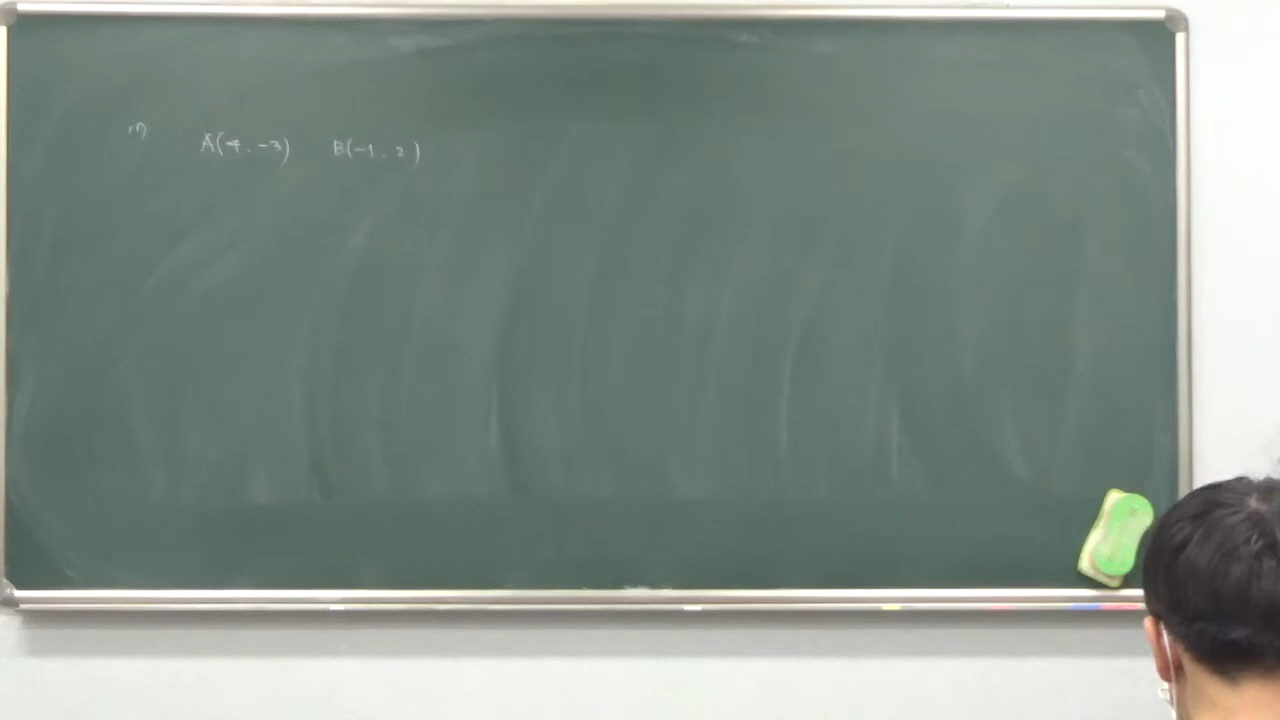 (1) A(-4, -3) B(-1, 2)